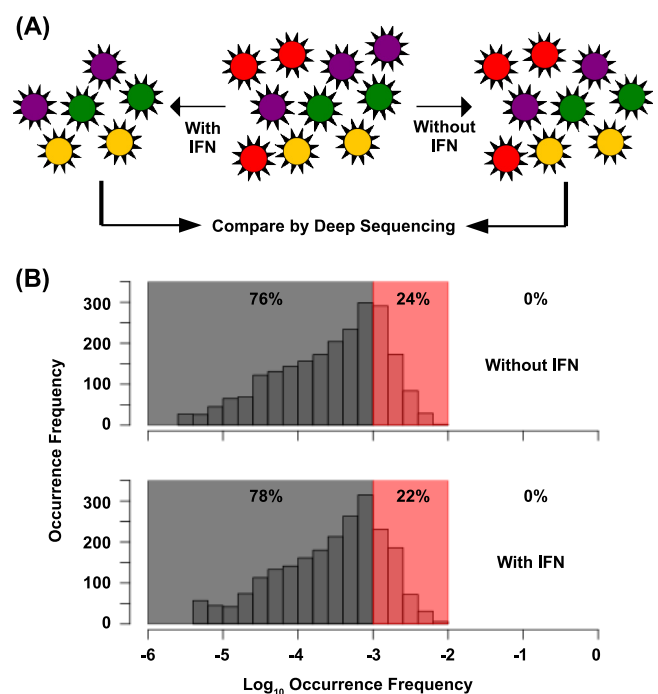 (A)
With
IFN
Without
IFN
Compare by Deep Sequencing
(B)
Occurrence Frequency
300
200
100
0
76%
24%
0%
Without IFN
300
200
100
0
78%
22%
0%
With IFN
-6
-5
-4
-3
-2
-1
0
Log₁₀ Occurrence Frequency